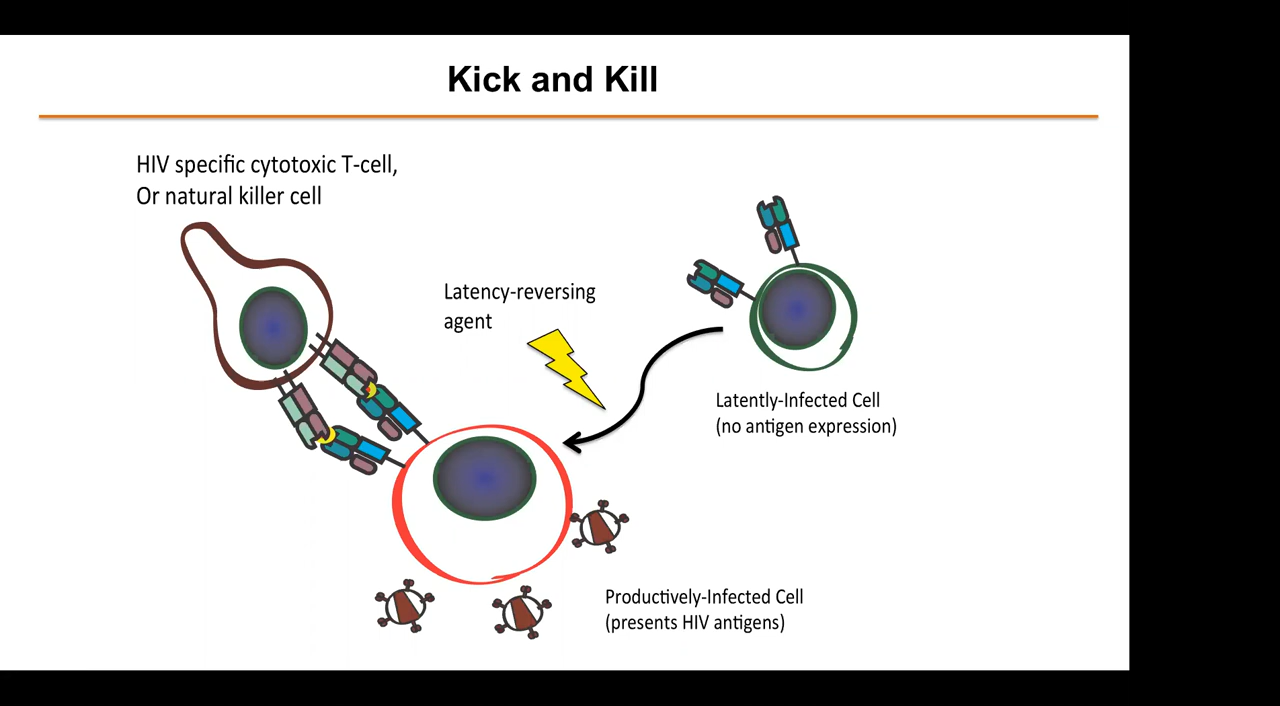 Kick and Kill
HIV specific cytotoxic T-cell,
Or natural killer cell
Latency-reversing
agent
Latently-Infected Cell
(no antigen expression)
Productively-Infected Cell
(presents HIV antigens)